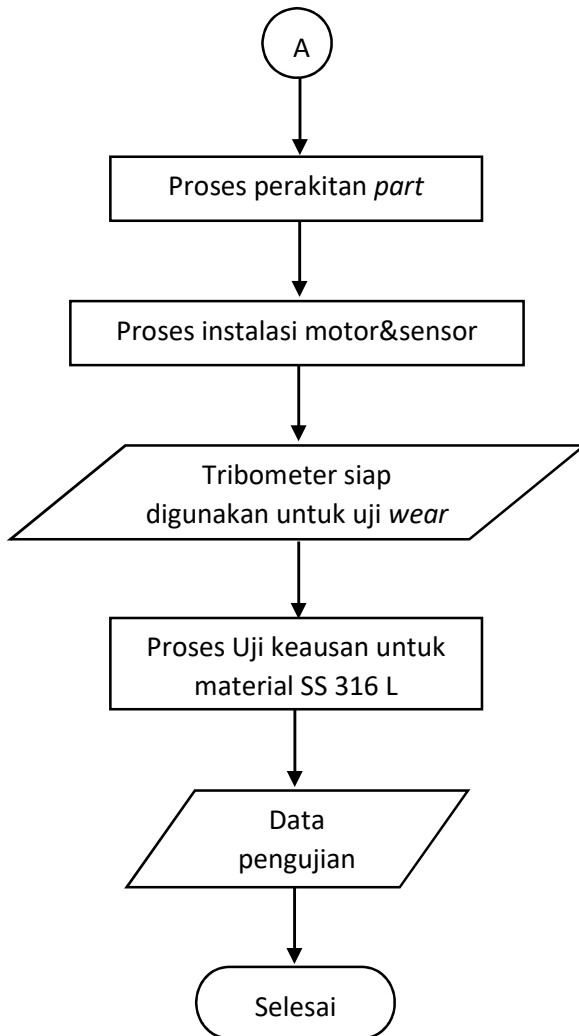 A
Proses perakitan part
Proses instalasi motor&sensor
Tribometer siap
digunakan untuk uji wear
Proses Uji keausan untuk
material SS 316 L
Data
pengujian
Selesai